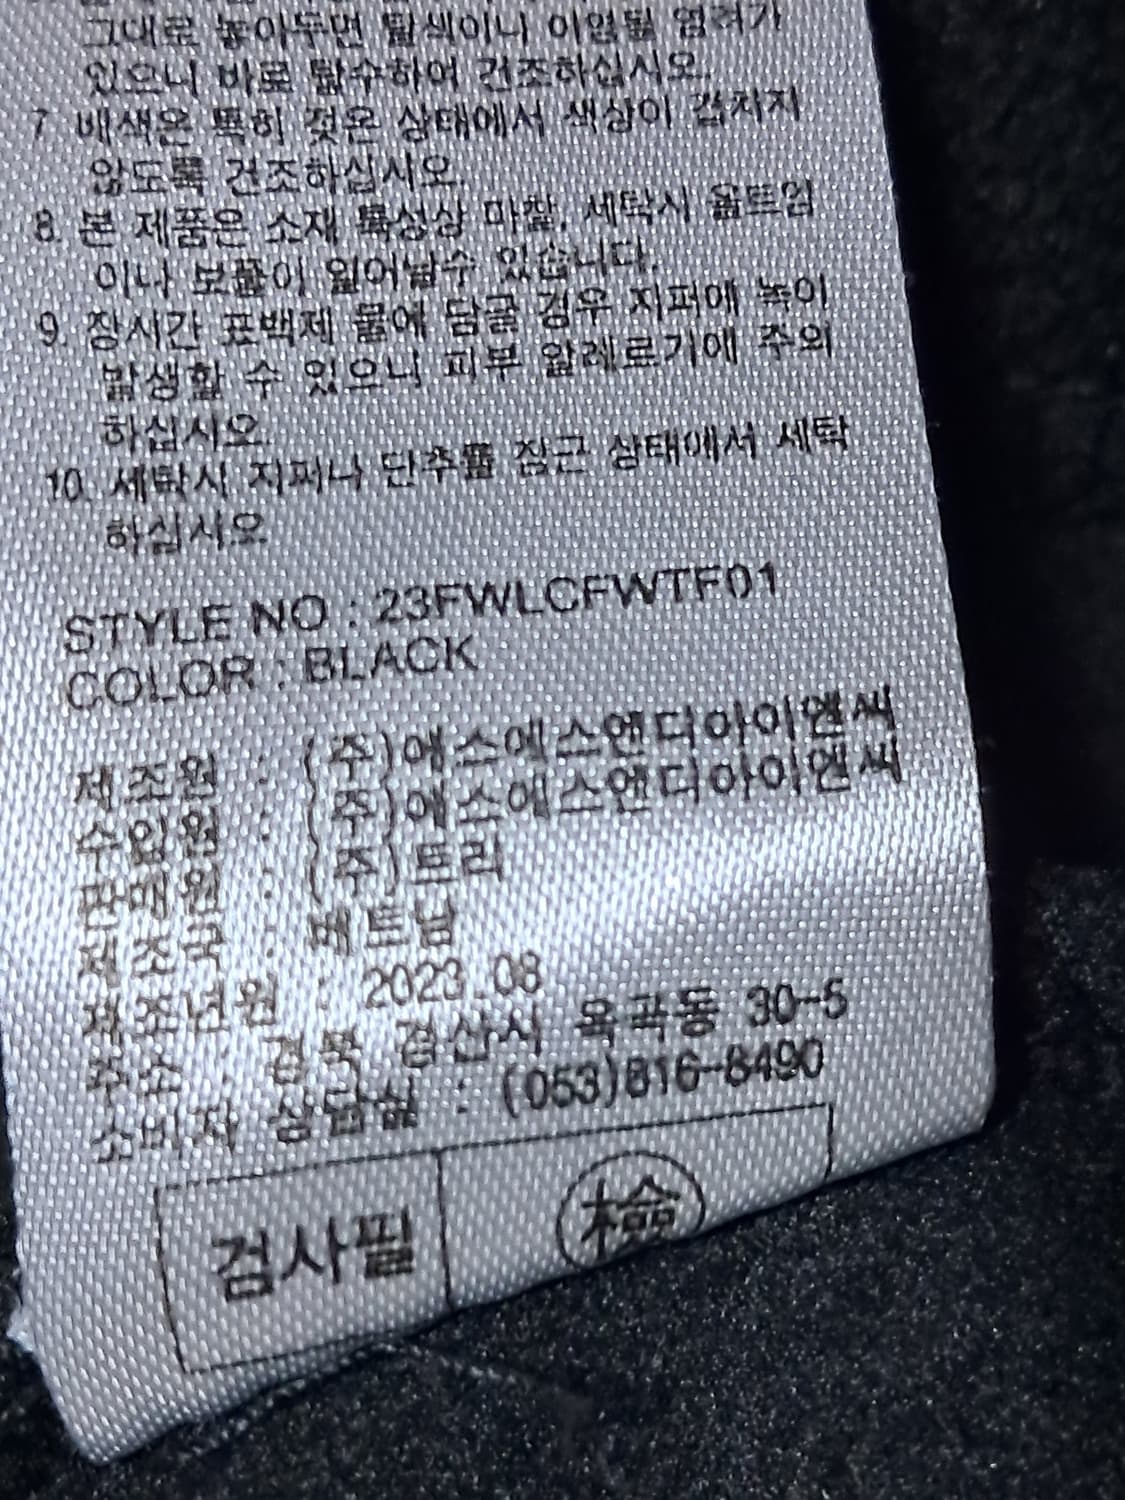 그대로 놓아두면 탈색이나 이염될 염려가
있으니 바로 탈수하여 건조하십시오.
7. 배색은 특히 젖은 상태에서 색상이 겹치지
않도록 건조하십시오.
8. 본 제품은 소재 특성상 마찰, 세탁시 올트임
이나 보풀이 일어날수 있습니다.
9. 장시간 표백제 물에 담글 경우 지퍼에 녹이
발생할 수 있으니 피부 알레르기에 주의
하십시오.
10. 세탁시 지퍼나 단추를 잠근 상태에서 세탁
하십시오
STYLE NO : 23FWLCFWTF01
COLOR : BLACK
제조원 : (주)에스에스앤디아이엔씨
수입원 : (주)에스에스앤디아이엔씨
판매원 : (주)트리
제조국 : 베트남
제조년월 : 2023.08
주소 : 경북 경산시 옥곡동 30-5
소비자 상담실 : (053)816-8490
검사필 檢